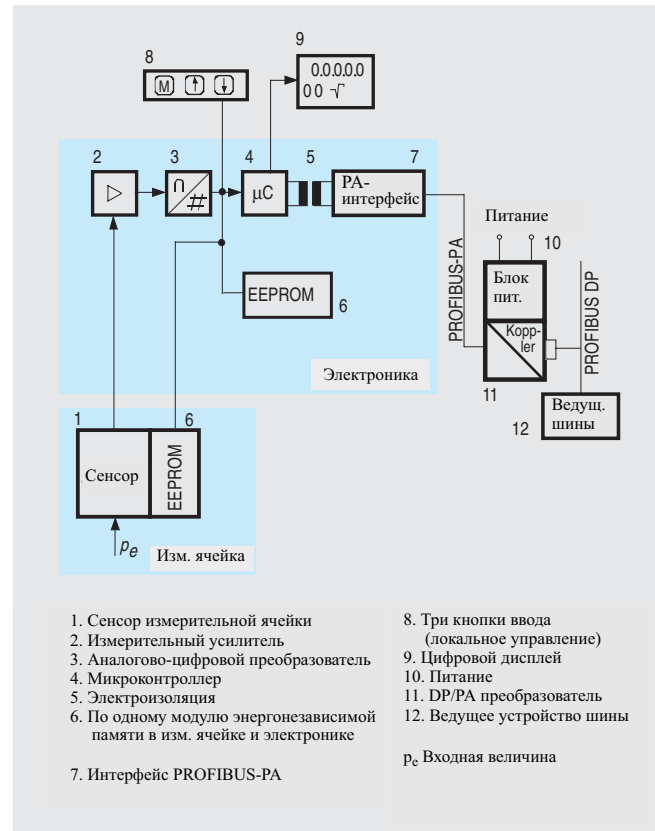 9
8
0.0.0.0.0
0 0 √
M ↑ ↓
2
3
4
5
7
∩
#
µC
PA-
интерфейс
Питание
10
PROFIBUS-PA
Блок
пит.
PROFIBUS DP
EEPROM
6
Kopp-
ler
Электроника
11
Ведущ.
шины
12
1
6
Сенсор
EEPROM
pe
Изм. ячейка
1. Сенсор измерительной ячейки
2. Измерительный усилитель
3. Аналогово-цифровой преобразователь
4. Микроконтроллер
5. Электроизоляция
6. По одному модулю энергонезависимой
памяти в изм. ячейке и электронике
7. Интерфейс PROFIBUS-PA
8. Три кнопки ввода
(локальное управление)
9. Цифровой дисплей
10. Питание
11. DP/PA преобразователь
12. Ведущее устройство шины
pe Входная величина